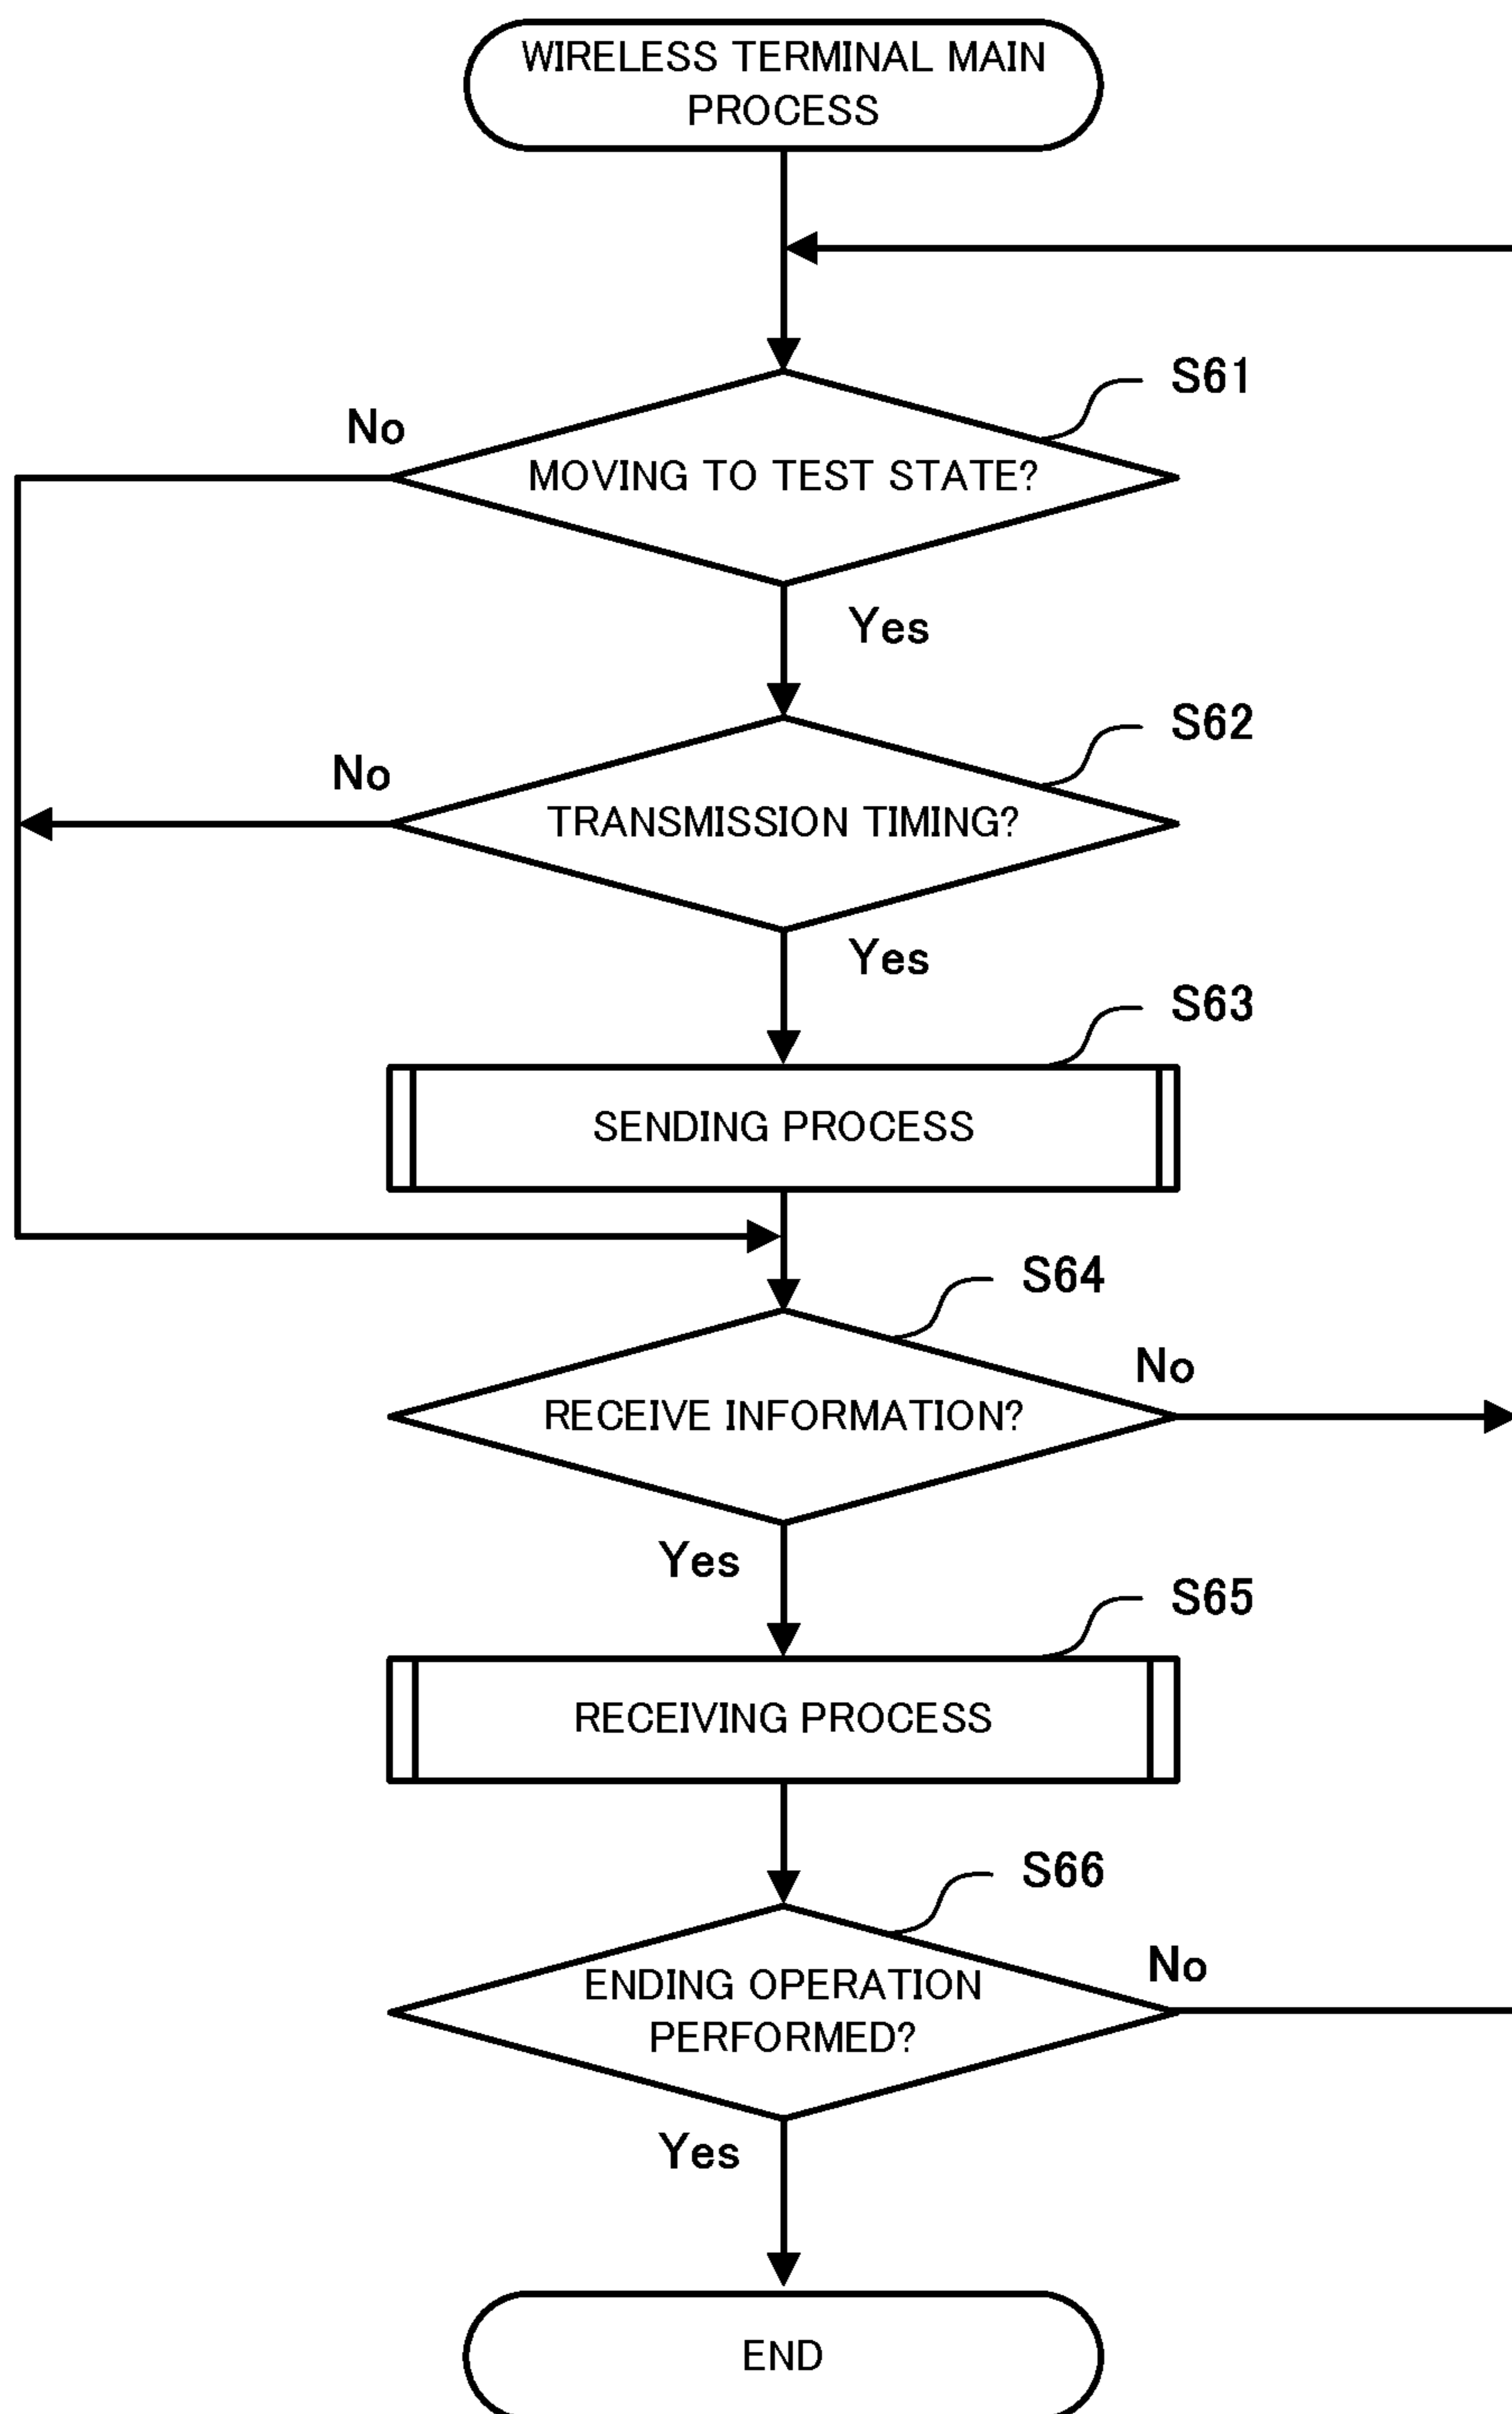 WIRELESS TERMINAL MAIN
PROCESS
S61
No
MOVING TO TEST STATE?
Yes
S62
No
TRANSMISSION TIMING?
Yes
S63
SENDING PROCESS
S64
No
RECEIVE INFORMATION?
Yes
S65
RECEIVING PROCESS
S66
No
ENDING OPERATION
PERFORMED?
Yes
END